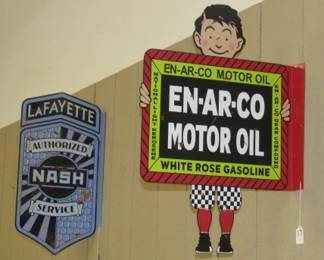 LAFAYETTE
AUTHORIZED
NASH
SERVICE
EN-AR-CO MOTOR OIL
EN-AR-CO
MOTOR OIL
WHITE ROSE GASOLINE